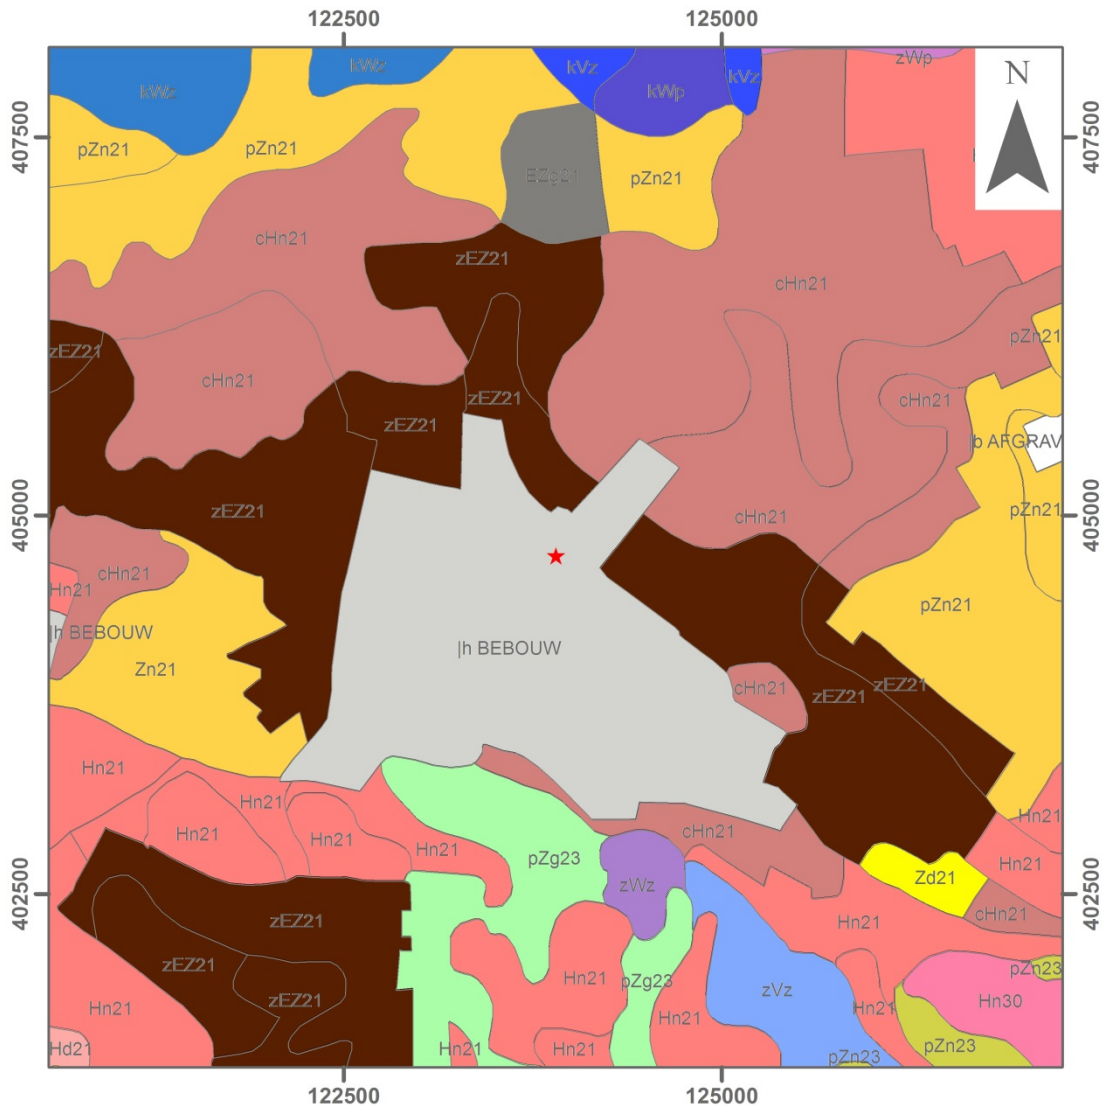 122500 125000
kWz kWz kVz kWp kVz zWp
N
407500 407500
pZn21 pZn21 EZg21 pZn21
cHn21 zEZ21 cHn21
zEZ21 pZn21
cHn21 zEZ21 cHn21
zEZ21 |b AFGRAV
405000 zEZ21 cHn21 pZn21 405000
cHn21
Hn21 pZn21
|h BEBOUW |h BEBOUW
Zn21 cHn21 zEZ21 zEZ21
Hn21 Hn21 Hn21
Hn21 Hn21 Hn21 cHn21
pZg23 Hn21
402500 zWz Zd21 402500
zEZ21 cHn21
Hn21
zEZ21 Hn21 pZg23 zVz pZn23
Hn21 zEZ21 Hn21 Hn21 Hn30
Hd21 Hn21 Hn21 pZn23 pZn23
122500 125000